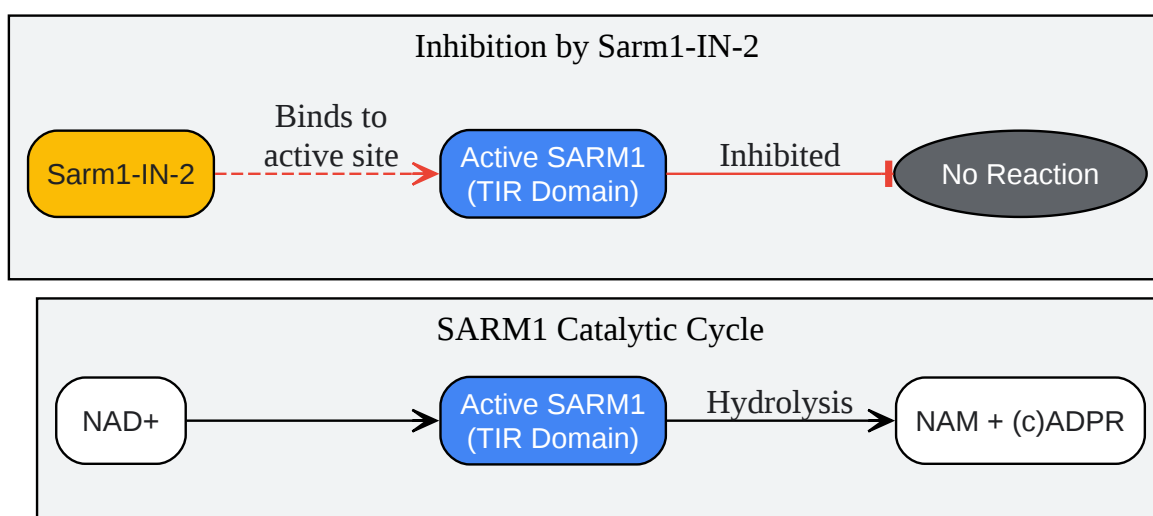 Inhibition by Sarm1-IN-2
Binds to
active site
Sarm1-IN-2
Active SARM1
(TIR Domain)
Inhibited
No Reaction
SARM1 Catalytic Cycle
NAD+
Active SARM1
(TIR Domain)
Hydrolysis
NAM + (c)ADPR